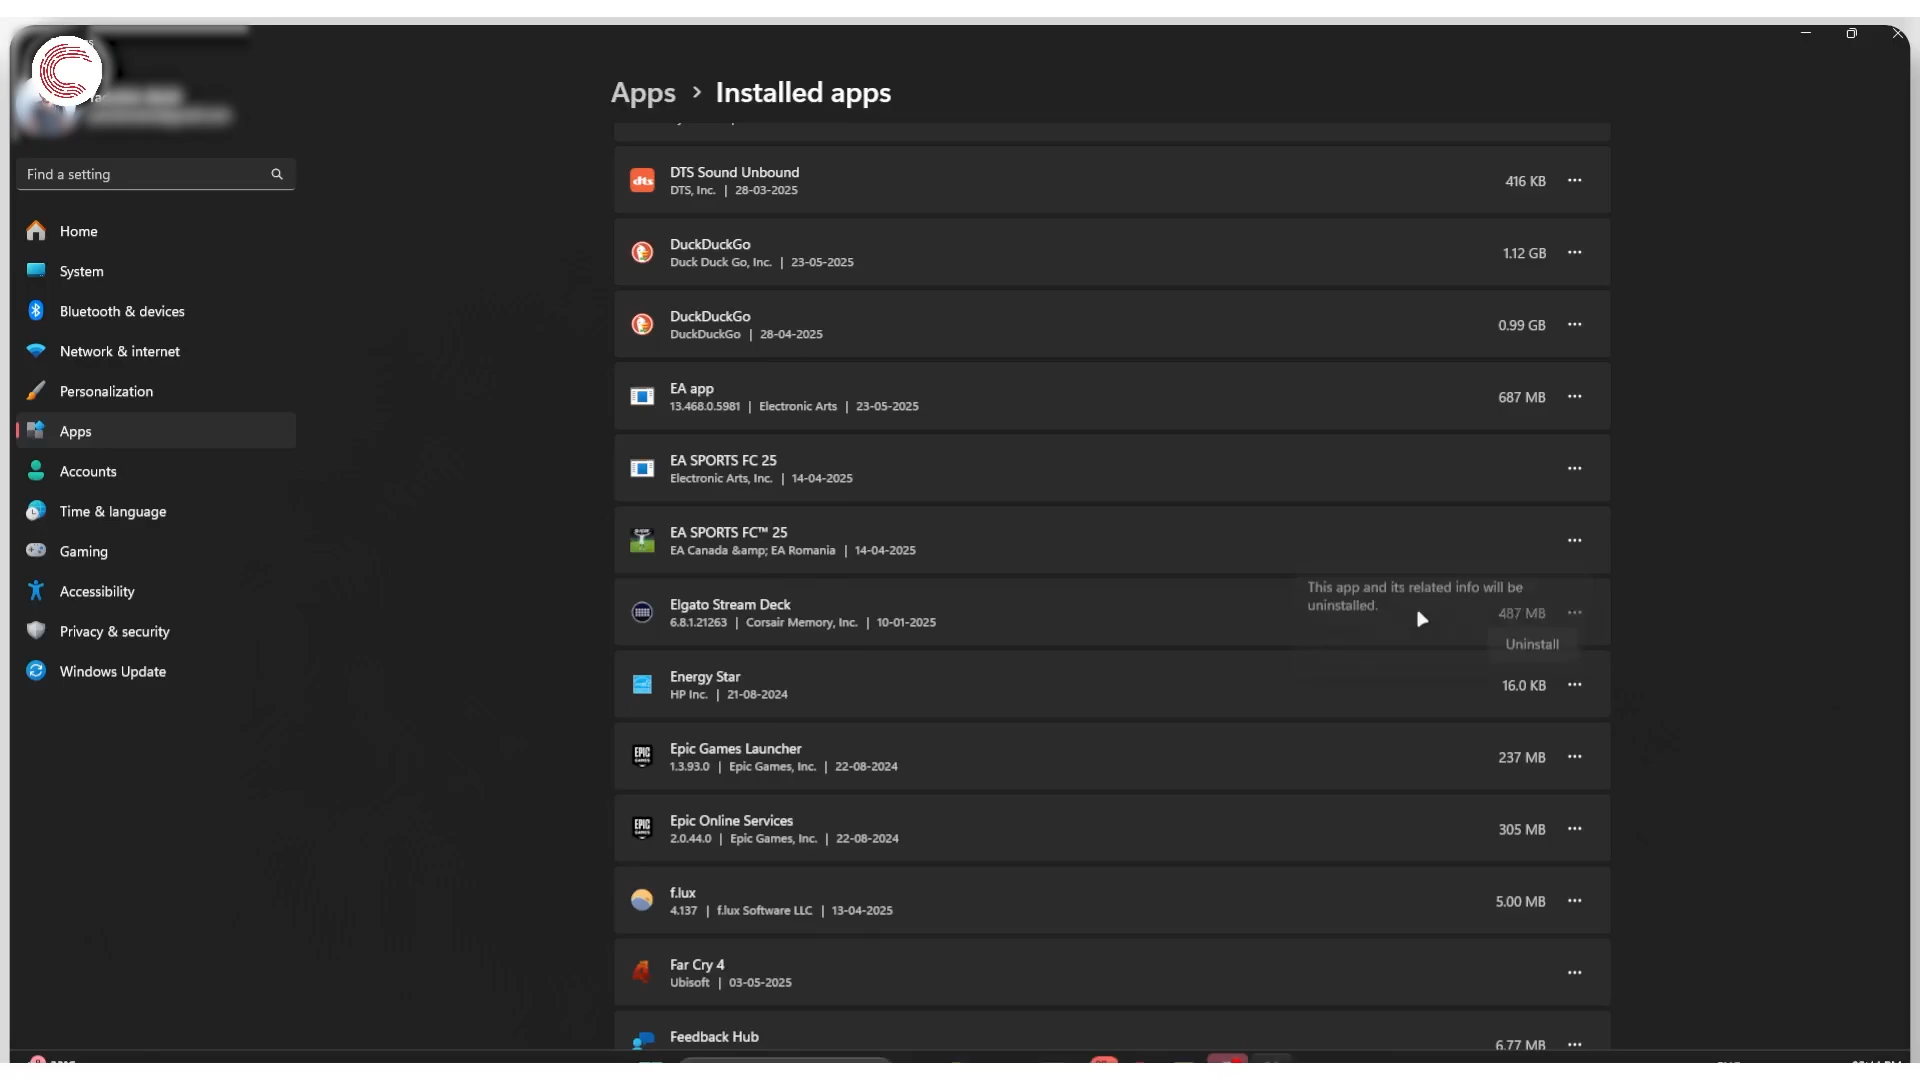 Apps > Installed apps
Find a setting
Home
System
Bluetooth & devices
Network & internet
Personalization
Apps
Accounts
Time & language
Gaming
Accessibility
Privacy & security
Windows Update
DTS Sound Unbound
DTS, Inc. | 28-03-2025
416 KB
DuckDuckGo
Duck Duck Go, Inc. | 23-05-2025
1.12 GB
DuckDuckGo
DuckDuckGo | 28-04-2025
0.99 GB
EA app
13.468.0.5981 | Electronic Arts | 23-05-2025
687 MB
EA SPORTS FC 25
Electronic Arts, Inc. | 14-04-2025
EA SPORTS FC™ 25
EA Canada &amp; EA Romania | 14-04-2025
This app and its related info will be
uninstalled.
Uninstall
Elgato Stream Deck
6.8.1.21263 | Corsair Memory, Inc. | 10-01-2025
487 MB
Energy Star
HP Inc. | 21-08-2024
16.0 KB
Epic Games Launcher
1.3.93.0 | Epic Games, Inc. | 22-08-2024
237 MB
Epic Online Services
2.0.44.0 | Epic Games, Inc. | 22-08-2024
305 MB
f.lux
4.137 | f.lux Software LLC | 13-04-2025
5.00 MB
Far Cry 4
Ubisoft | 03-05-2025
Feedback Hub
6.77 MB